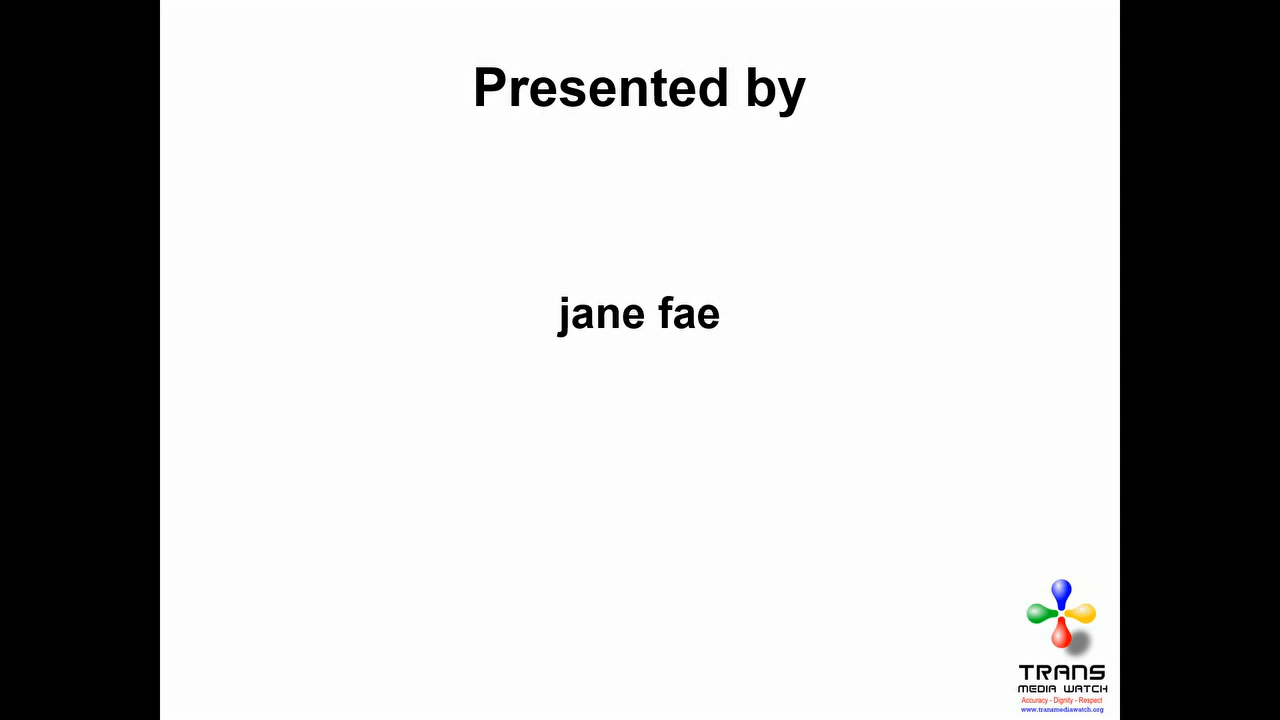 Presented by
jane fae
TRANS
MEDIA WATCH
Accuracy - Dignity - Respect
www.transmediawatch.org